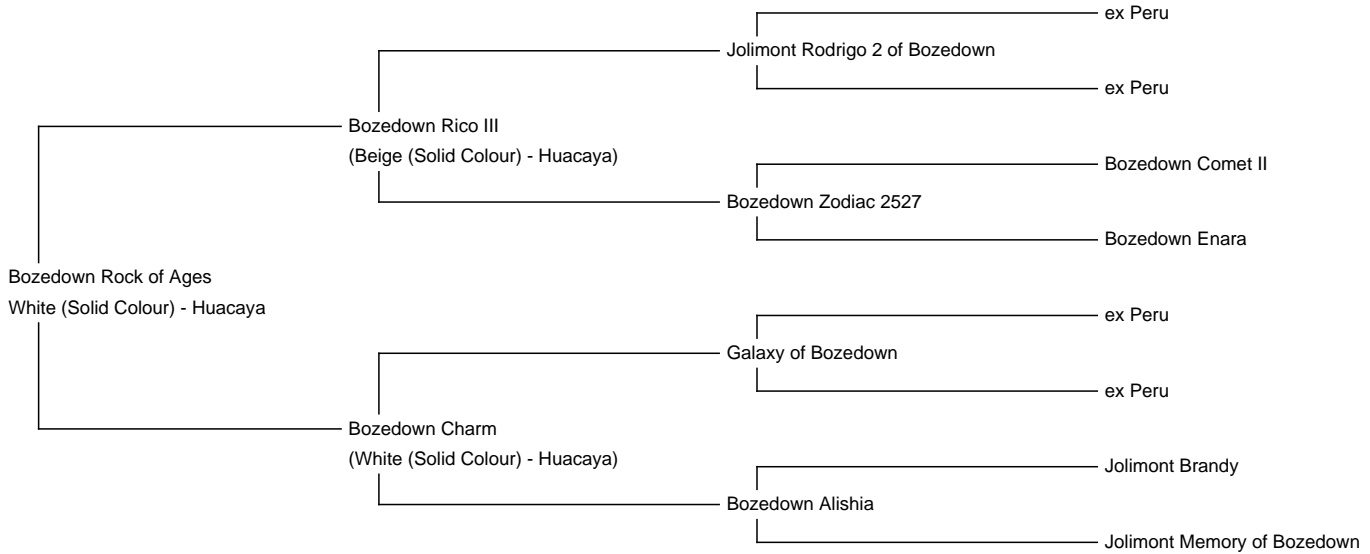 ex Peru
Jolimont Rodrigo 2 of Bozedown
ex Peru
Bozedown Rico III
(Beige (Solid Colour) - Huacaya)
Bozedown Comet II
Bozedown Zodiac 2527
Bozedown Enara
Bozedown Rock of Ages
White (Solid Colour) - Huacaya
ex Peru
Galaxy of Bozedown
ex Peru
Bozedown Charm
(White (Solid Colour) - Huacaya)
Jolimont Brandy
Bozedown Alishia
Jolimont Memory of Bozedown